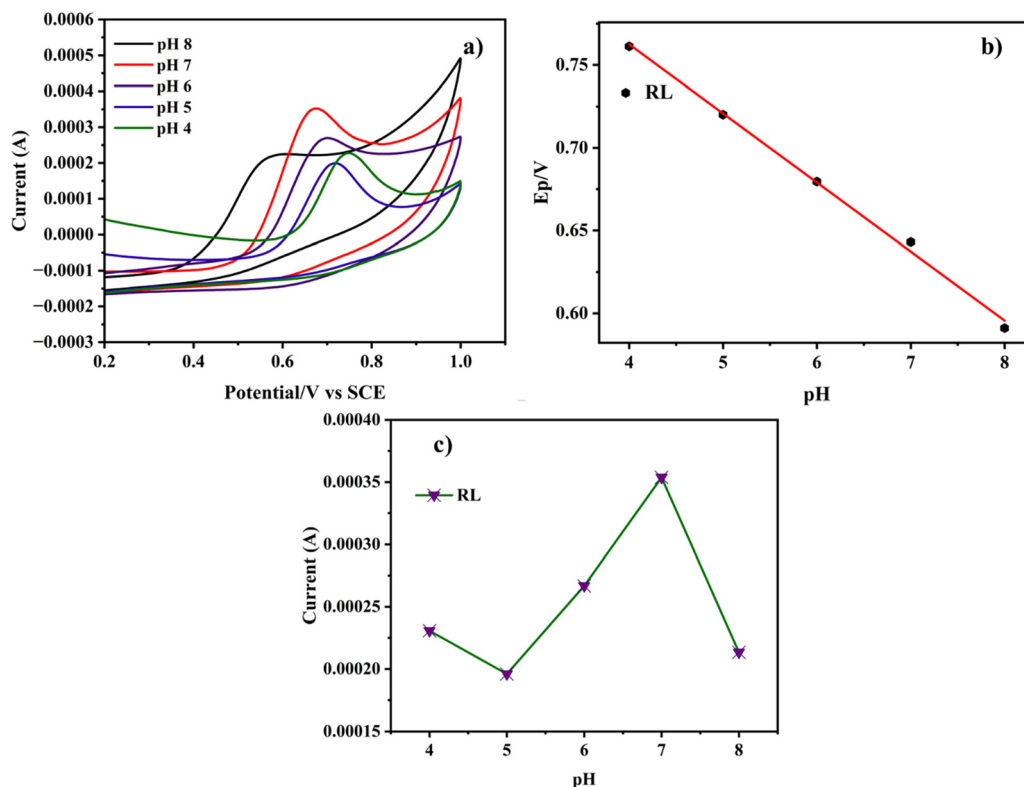 a)
pH 8
pH 7
pH 6
pH 5
pH 4
0.0006
0.0005
0.0004
0.0003
0.0002
0.0001
0.0000
−0.0001
−0.0002
−0.0003
Current (A)
0.2
0.4
0.6
0.8
1.0
Potential/V vs SCE
b)
RL
0.75
0.70
0.65
0.60
Ep/V
4
5
6
7
8
pH
c)
RL
0.00040
0.00035
0.00030
0.00025
0.00020
0.00015
Current (A)
4
5
6
7
8
pH